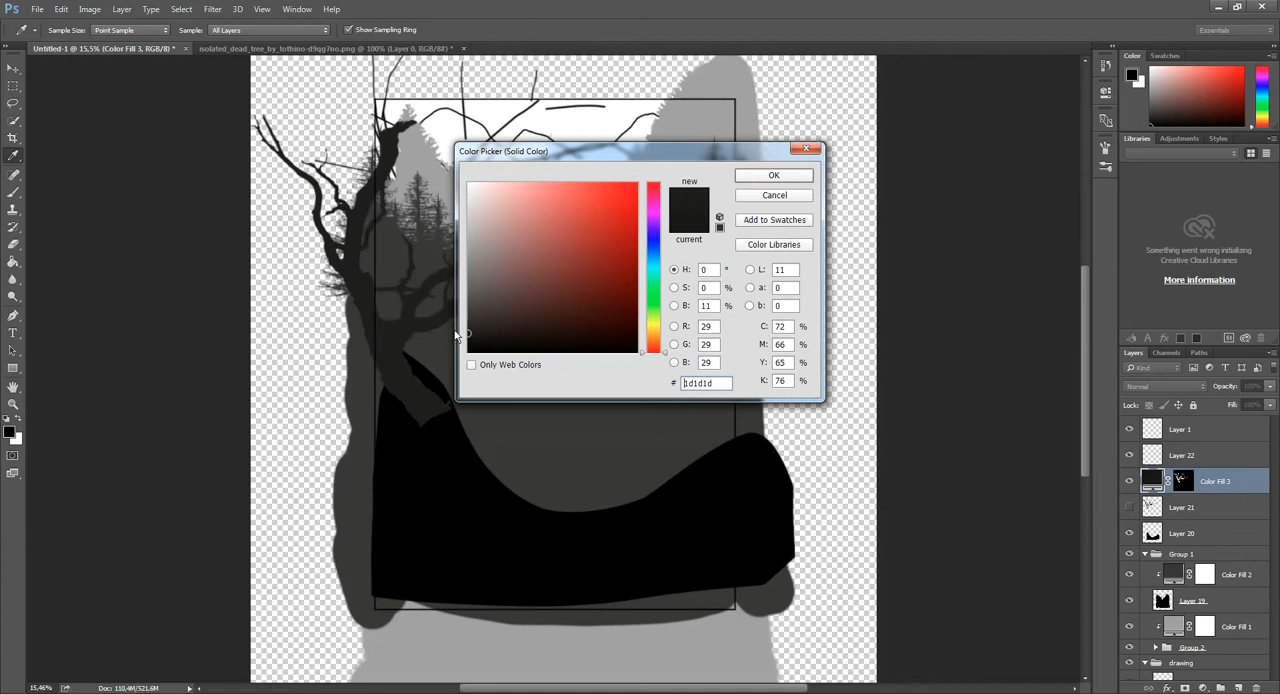 Ps File Edit Image Layer Type Select Filter 3D View Window Help
Sample Size: Point Sample Sample: All Layers Show Sampling Ring Essentials
Untitled-1 @ 15,5% (Color Fill 3, RGB/8) * × isolated_dead_tree_by_tothino-d9qg7no.png @ 100% (Layer 0, RGB/8#) * ×
Color Swatches
Color Picker (Solid Color)
new
OK
Cancel
Add to Swatches
current
Color Libraries
H: 0 ° L: 11
S: 0 % a: 0
B: 11 % b: 0
R: 29 C: 72 %
G: 29 M: 66 %
B: 29 Y: 65 %
# 1d1d1d K: 76 %
Only Web Colors
Libraries Adjustments Styles
Something went wrong initializing
Creative Cloud Libraries
More information
Layers Channels Paths
Kind
Normal Opacity: 100%
Lock: Fill: 100%
Layer 1
Layer 22
Color Fill 3
Layer 21
Layer 20
Group 1
Color Fill 2
Layer 19
Color Fill 1
Group 2
drawing
15,46% Doc: 110,4M/521,6M